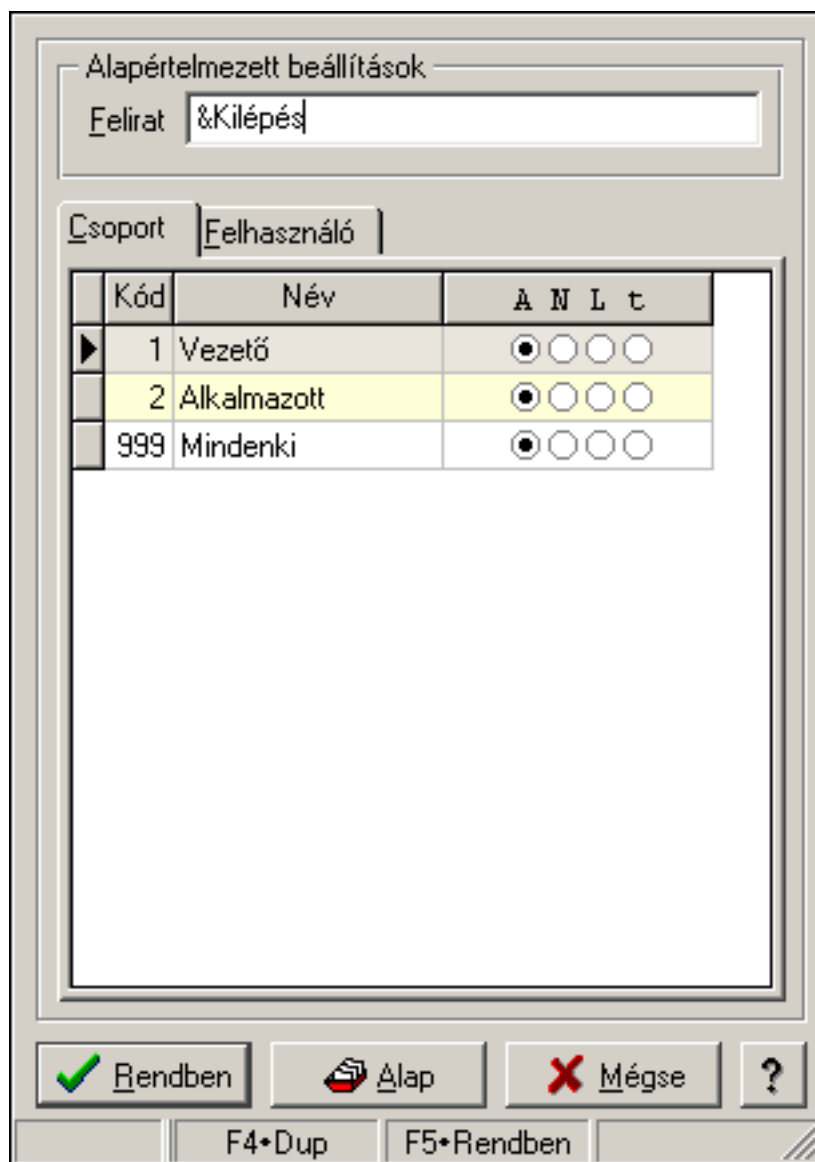 Alapértelmezett beállítások
Felirat &Kilépés
Csoport Felhasználó
Kód Név A N L t
1 Vezető
2 Alkalmazott
999 Mindenki
Rendben Alap Mégse ?
F4•Dup F5•Rendben